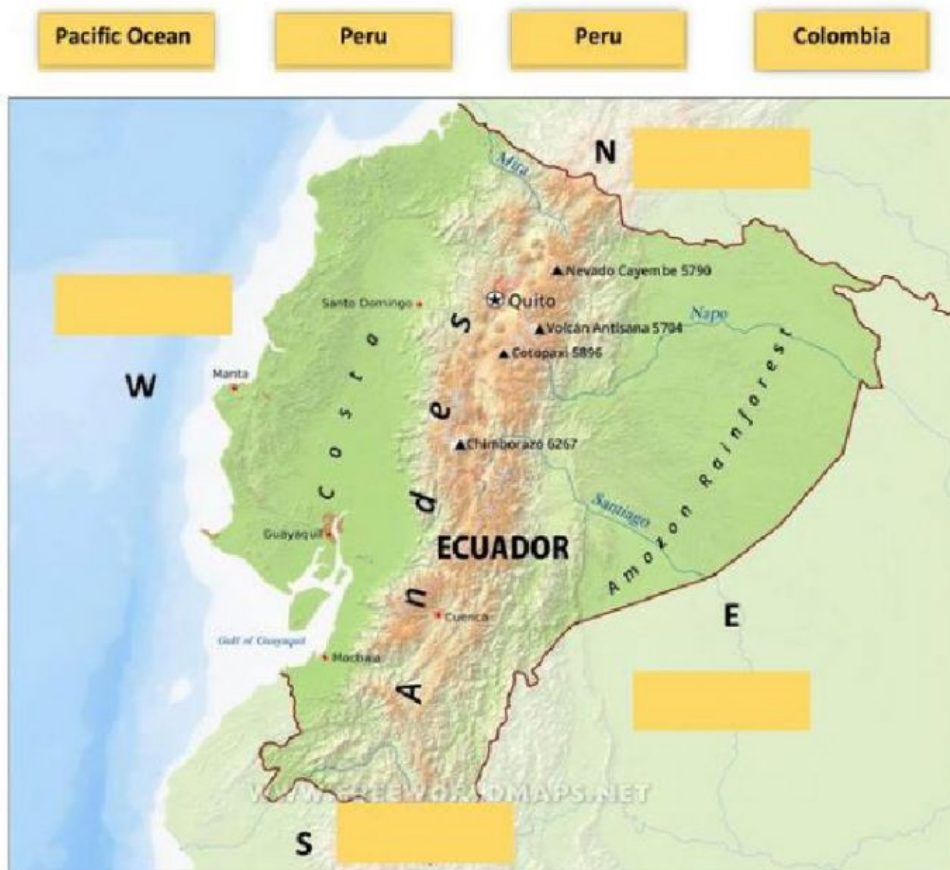 Pacific Ocean
Peru
Peru
Colombia
N
Mira
Nevado Cayembe 5790
Santo Domingo
Quito
Napo
Volcán Antisana 5704
Cotopaxi 5896
W
Manta
Chimborazo 6267
Costa
Andes
Amazon Rainforest
Santiago
Guayaquil
ECUADOR
Cuenca
E
Gulf of Guayaquil
Machala
WWW.FREEWORLDMAPS.NET
S